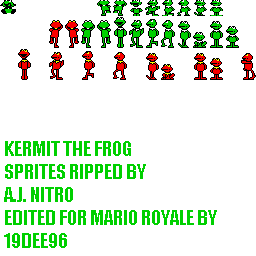 KERMIT THE FROG
SPRITES RIPPED BY
A.J. NITRO
EDITED FOR MARIO ROYALE BY
19DEE96